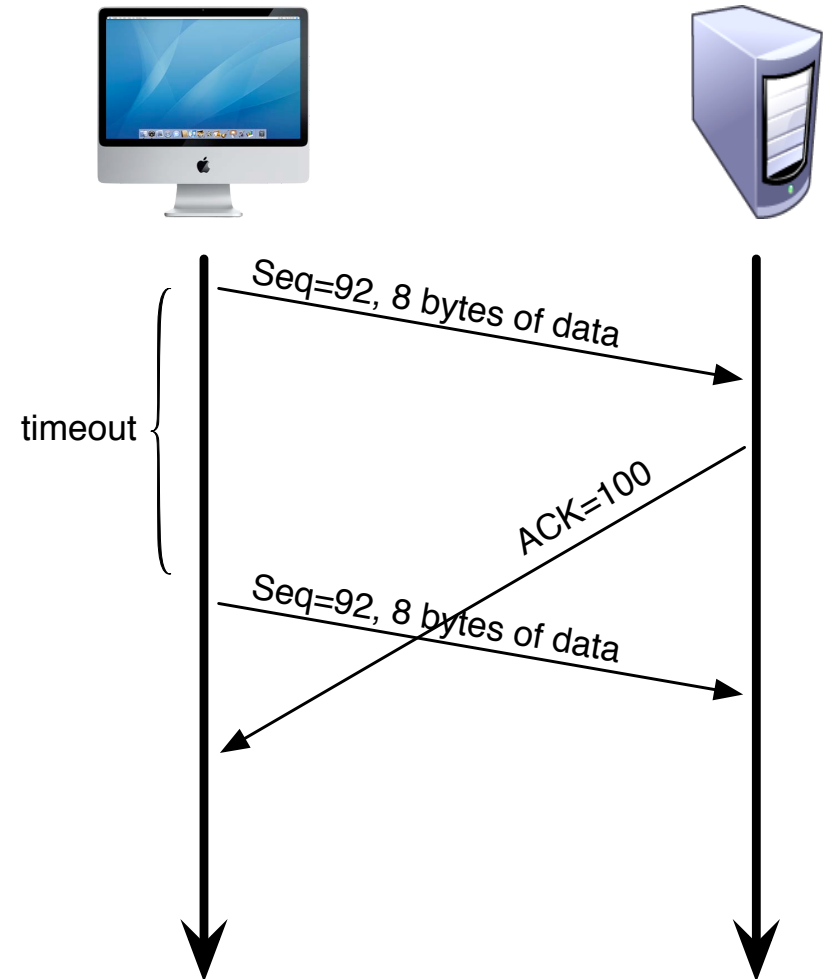 Seq=92, 8 bytes of data
timeout
ACK=100
Seq=92, 8 bytes of data